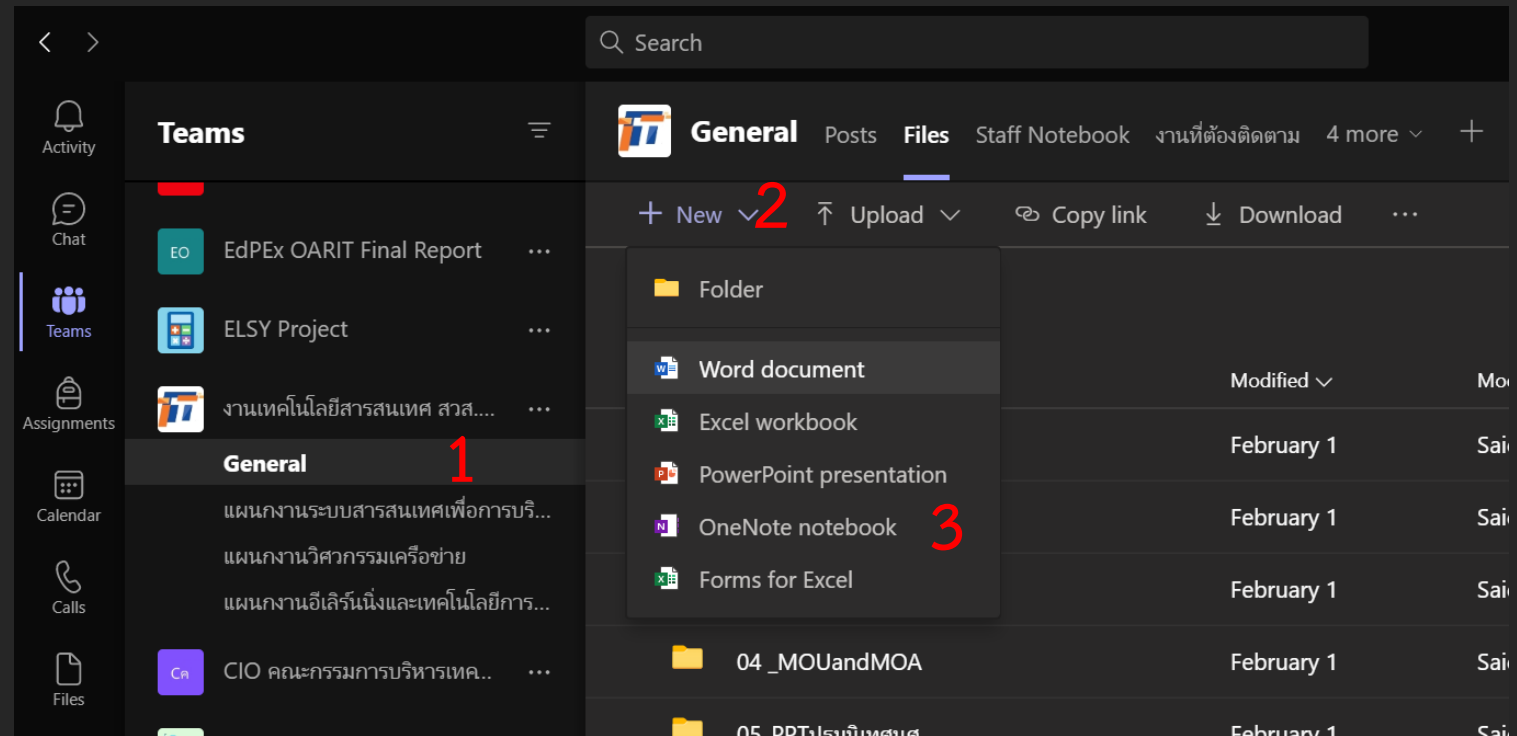 Search
Activity
Chat
Teams
Assignments
Calendar
Calls
Files
Teams
EO
EdPEx OARIT Final Report
ELSY Project
งานเทคโนโลยีสารสนเทศ สวส....
General
1
แผนกงานระบบสารสนเทศเพื่อการบริ...
แผนกงานวิศวกรรมเครือข่าย
แผนกงานอีเลิร์นนิ่งและเทคโนโลยีการ...
Cค
CIO คณะกรรมการบริหารเทค...
General Posts Files Staff Notebook งานที่ต้องติดตาม 4 more
New 2 Upload Copy link Download
Folder
Word document
Excel workbook
PowerPoint presentation
OneNote notebook 3
Forms for Excel
Modified
February 1
February 1
February 1
04 _MOUandMOA February 1
February 1